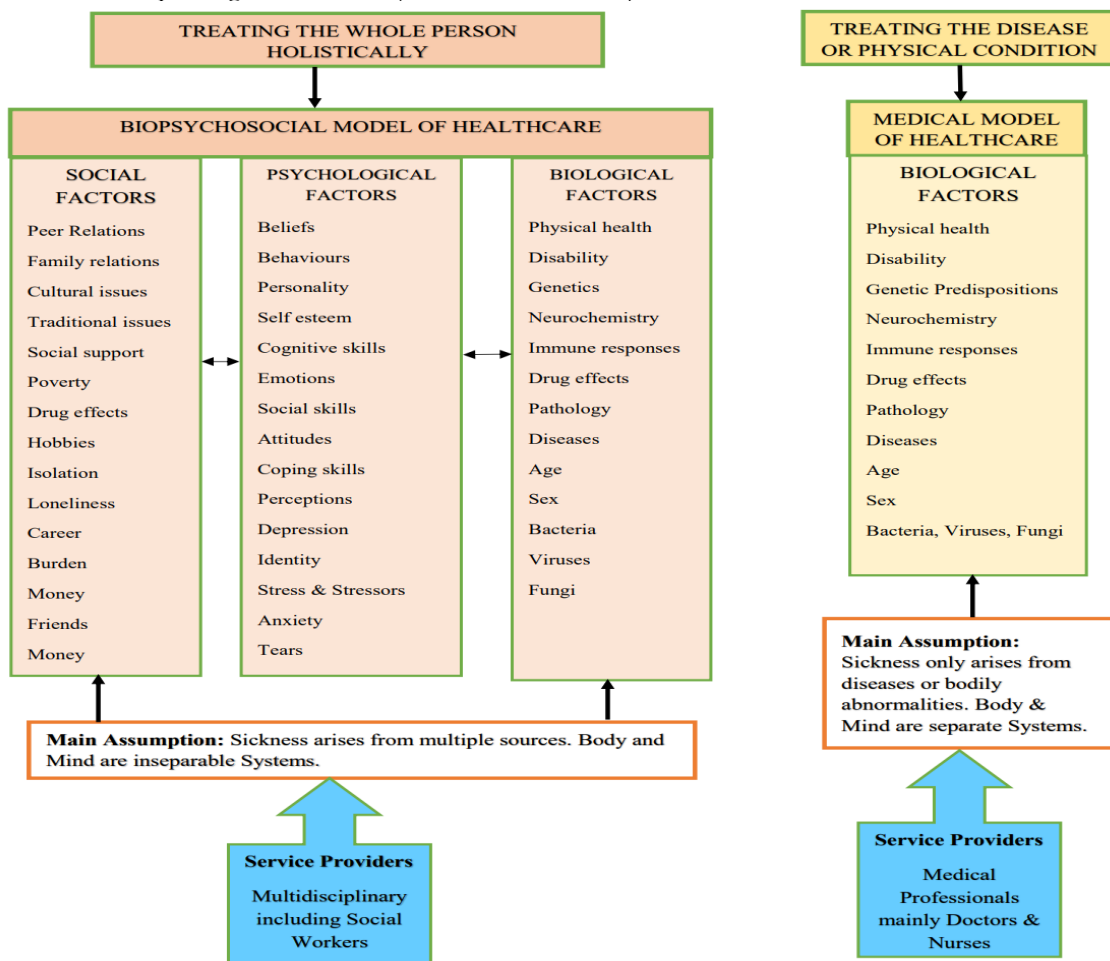 TREATING THE WHOLE PERSON
HOLISTICALLY
BIOPSYCHOSOCIAL MODEL OF HEALTHCARE
SOCIAL
FACTORS
Peer Relations
Family relations
Cultural issues
Traditional issues
Social support
Poverty
Drug effects
Hobbies
Isolation
Loneliness
Career
Burden
Money
Friends
Money
PSYCHOLOGICAL
FACTORS
Beliefs
Behaviours
Personality
Self esteem
Cognitive skills
Emotions
Social skills
Attitudes
Coping skills
Perceptions
Depression
Identity
Stress & Stressors
Anxiety
Tears
BIOLOGICAL
FACTORS
Physical health
Disability
Genetics
Neurochemistry
Immune responses
Drug effects
Pathology
Diseases
Age
Sex
Bacteria
Viruses
Fungi
Main Assumption: Sickness arises from multiple sources. Body and
Mind are inseparable Systems.
Service Providers
Multidisciplinary
including Social
Workers
TREATING THE DISEASE
OR PHYSICAL CONDITION
MEDICAL MODEL
OF HEALTHCARE
BIOLOGICAL
FACTORS
Physical health
Disability
Genetic Predispositions
Neurochemistry
Immune responses
Drug effects
Pathology
Diseases
Age
Sex
Bacteria, Viruses, Fungi
Main Assumption:
Sickness only arises from
diseases or bodily
abnormalities. Body &
Mind are separate Systems.
Service Providers
Medical
Professionals
mainly Doctors &
Nurses